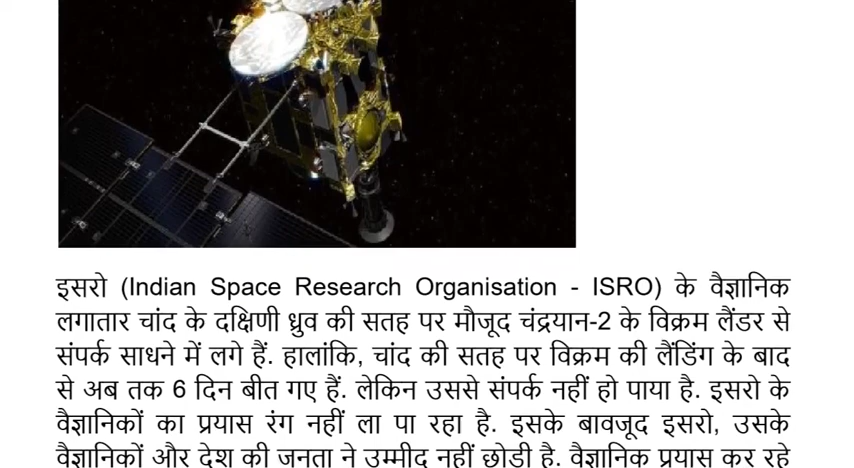 इसरो (Indian Space Research Organisation - ISRO) के वैज्ञानिक
लगातार चांद के दक्षिणी ध्रुव की सतह पर मौजूद चंद्रयान-2 के विक्रम लैंडर से
संपर्क साधने में लगे हैं. हालांकि, चांद की सतह पर विक्रम की लैंडिंग के बाद
से अब तक 6 दिन बीत गए हैं. लेकिन उससे संपर्क नहीं हो पाया है. इसरो के
वैज्ञानिकों का प्रयास रंग नहीं ला पा रहा है. इसके बावजूद इसरो, उसके
वैज्ञानिकों और देश की जनता ने उम्मीद नहीं छोड़ी है. वैज्ञानिक प्रयास कर रहे